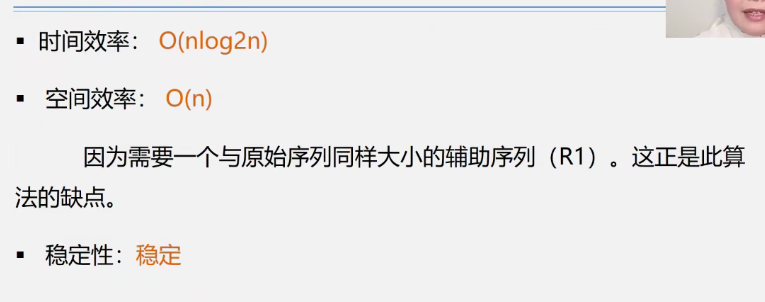 ▪ 时间效率： O(nlog2n)
▪ 空间效率： O(n)
因为需要一个与原始序列同样大小的辅助序列（R1）。这正是此算
法的缺点。
▪ 稳定性：稳定